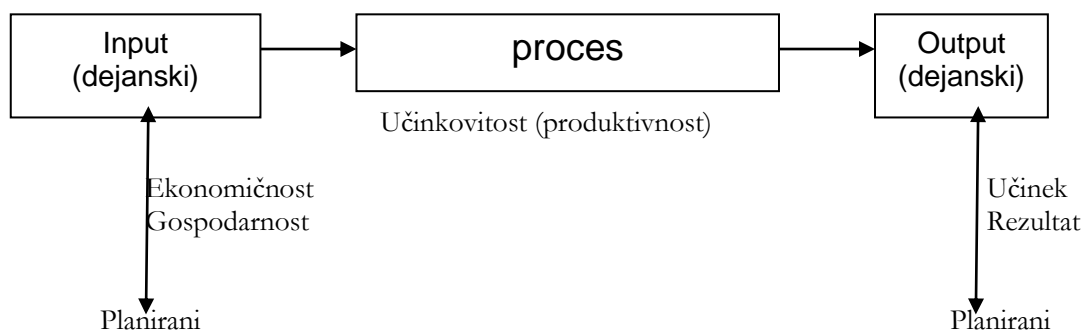 Input
(dejanski)
proces
Output
(dejanski)
Učinkovitost (produktivnost)
Ekonomičnost
Gospodarnost
Učinek
Rezultat
Planirani
Planirani